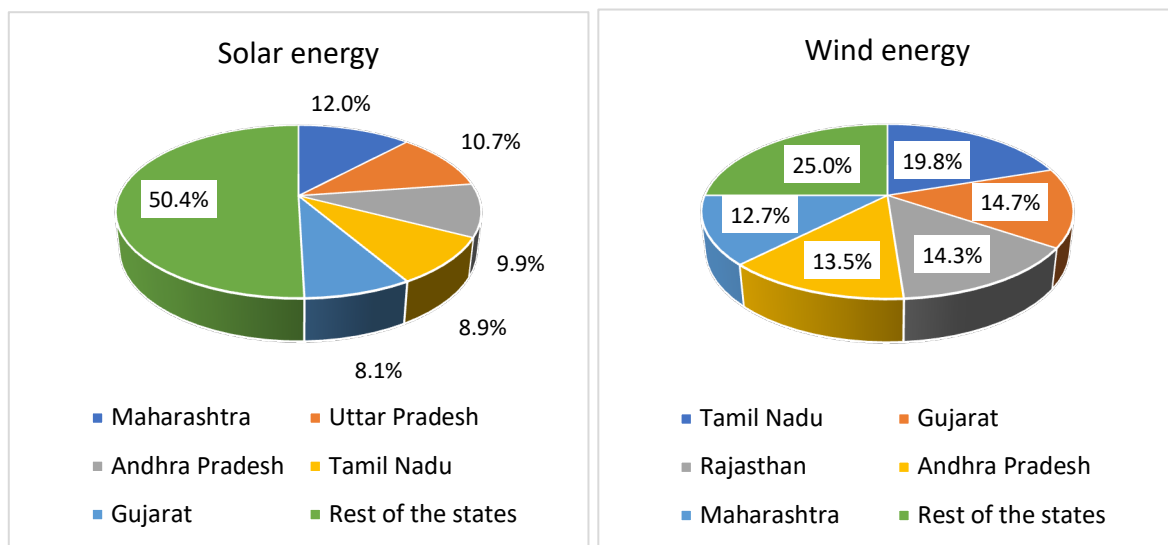 Solar energy
12.0%
10.7%
9.9%
8.9%
8.1%
50.4%
Maharashtra
Uttar Pradesh
Andhra Pradesh
Tamil Nadu
Gujarat
Rest of the states
Wind energy
19.8%
14.7%
14.3%
13.5%
12.7%
25.0%
Tamil Nadu
Gujarat
Rajasthan
Andhra Pradesh
Maharashtra
Rest of the states